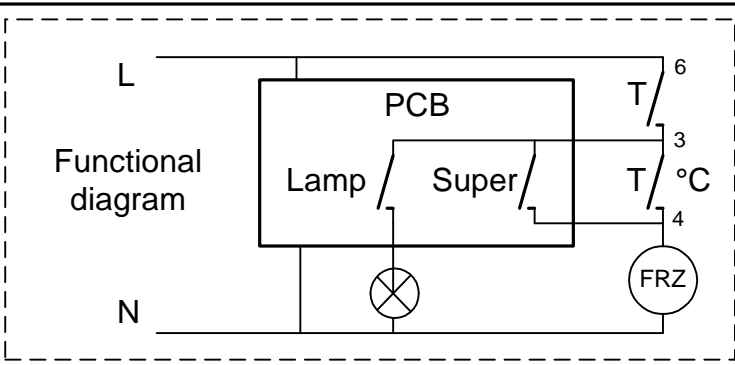 L
6
T
PCB
3
Functional
diagram
Lamp
Super
T
°C
4
FRZ
N